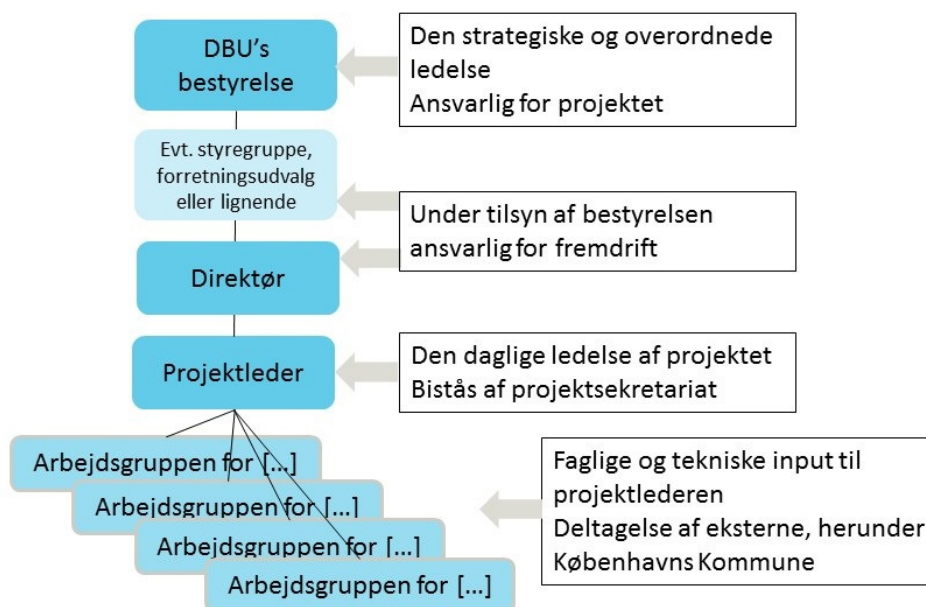 DBU's
bestyrelse
Den strategiske og overordnede
ledelse
Ansvarlig for projektet
Evt. styregruppe,
forretningsudvalg
eller lignende
Under tilsyn af bestyrelsen
ansvarlig for fremdrift
Direktør
Projektleder
Den daglige ledelse af projektet
Bistås af projektsekretariat
Arbejdsgruppen for [...]
Arbejdsgruppen for [...]
Arbejdsgruppen for [...]
Arbejdsgruppen for [...]
Faglige og tekniske input til
projektlederen
Deltagelse af eksterne, herunder
Københavns Kommune